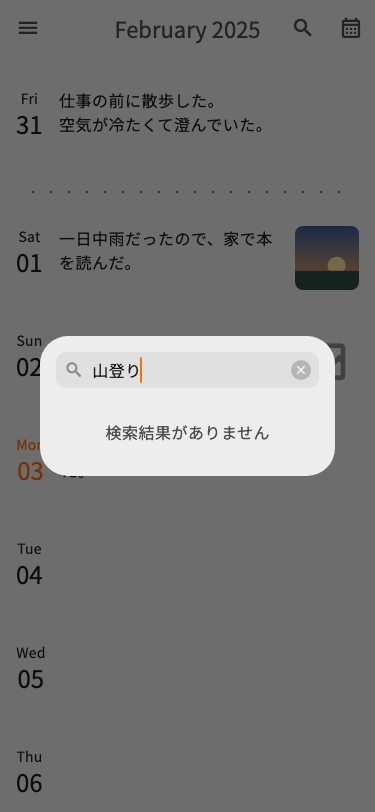 February 2025
Fri
31
仕事の前に散歩した。
空気が冷たくて澄んでいた。
Sat
01
一日中雨だったので、家で本
を読んだ。
Sun
02
山登り
検索結果がありません
Mon
03
Tue
04
Wed
05
Thu
06